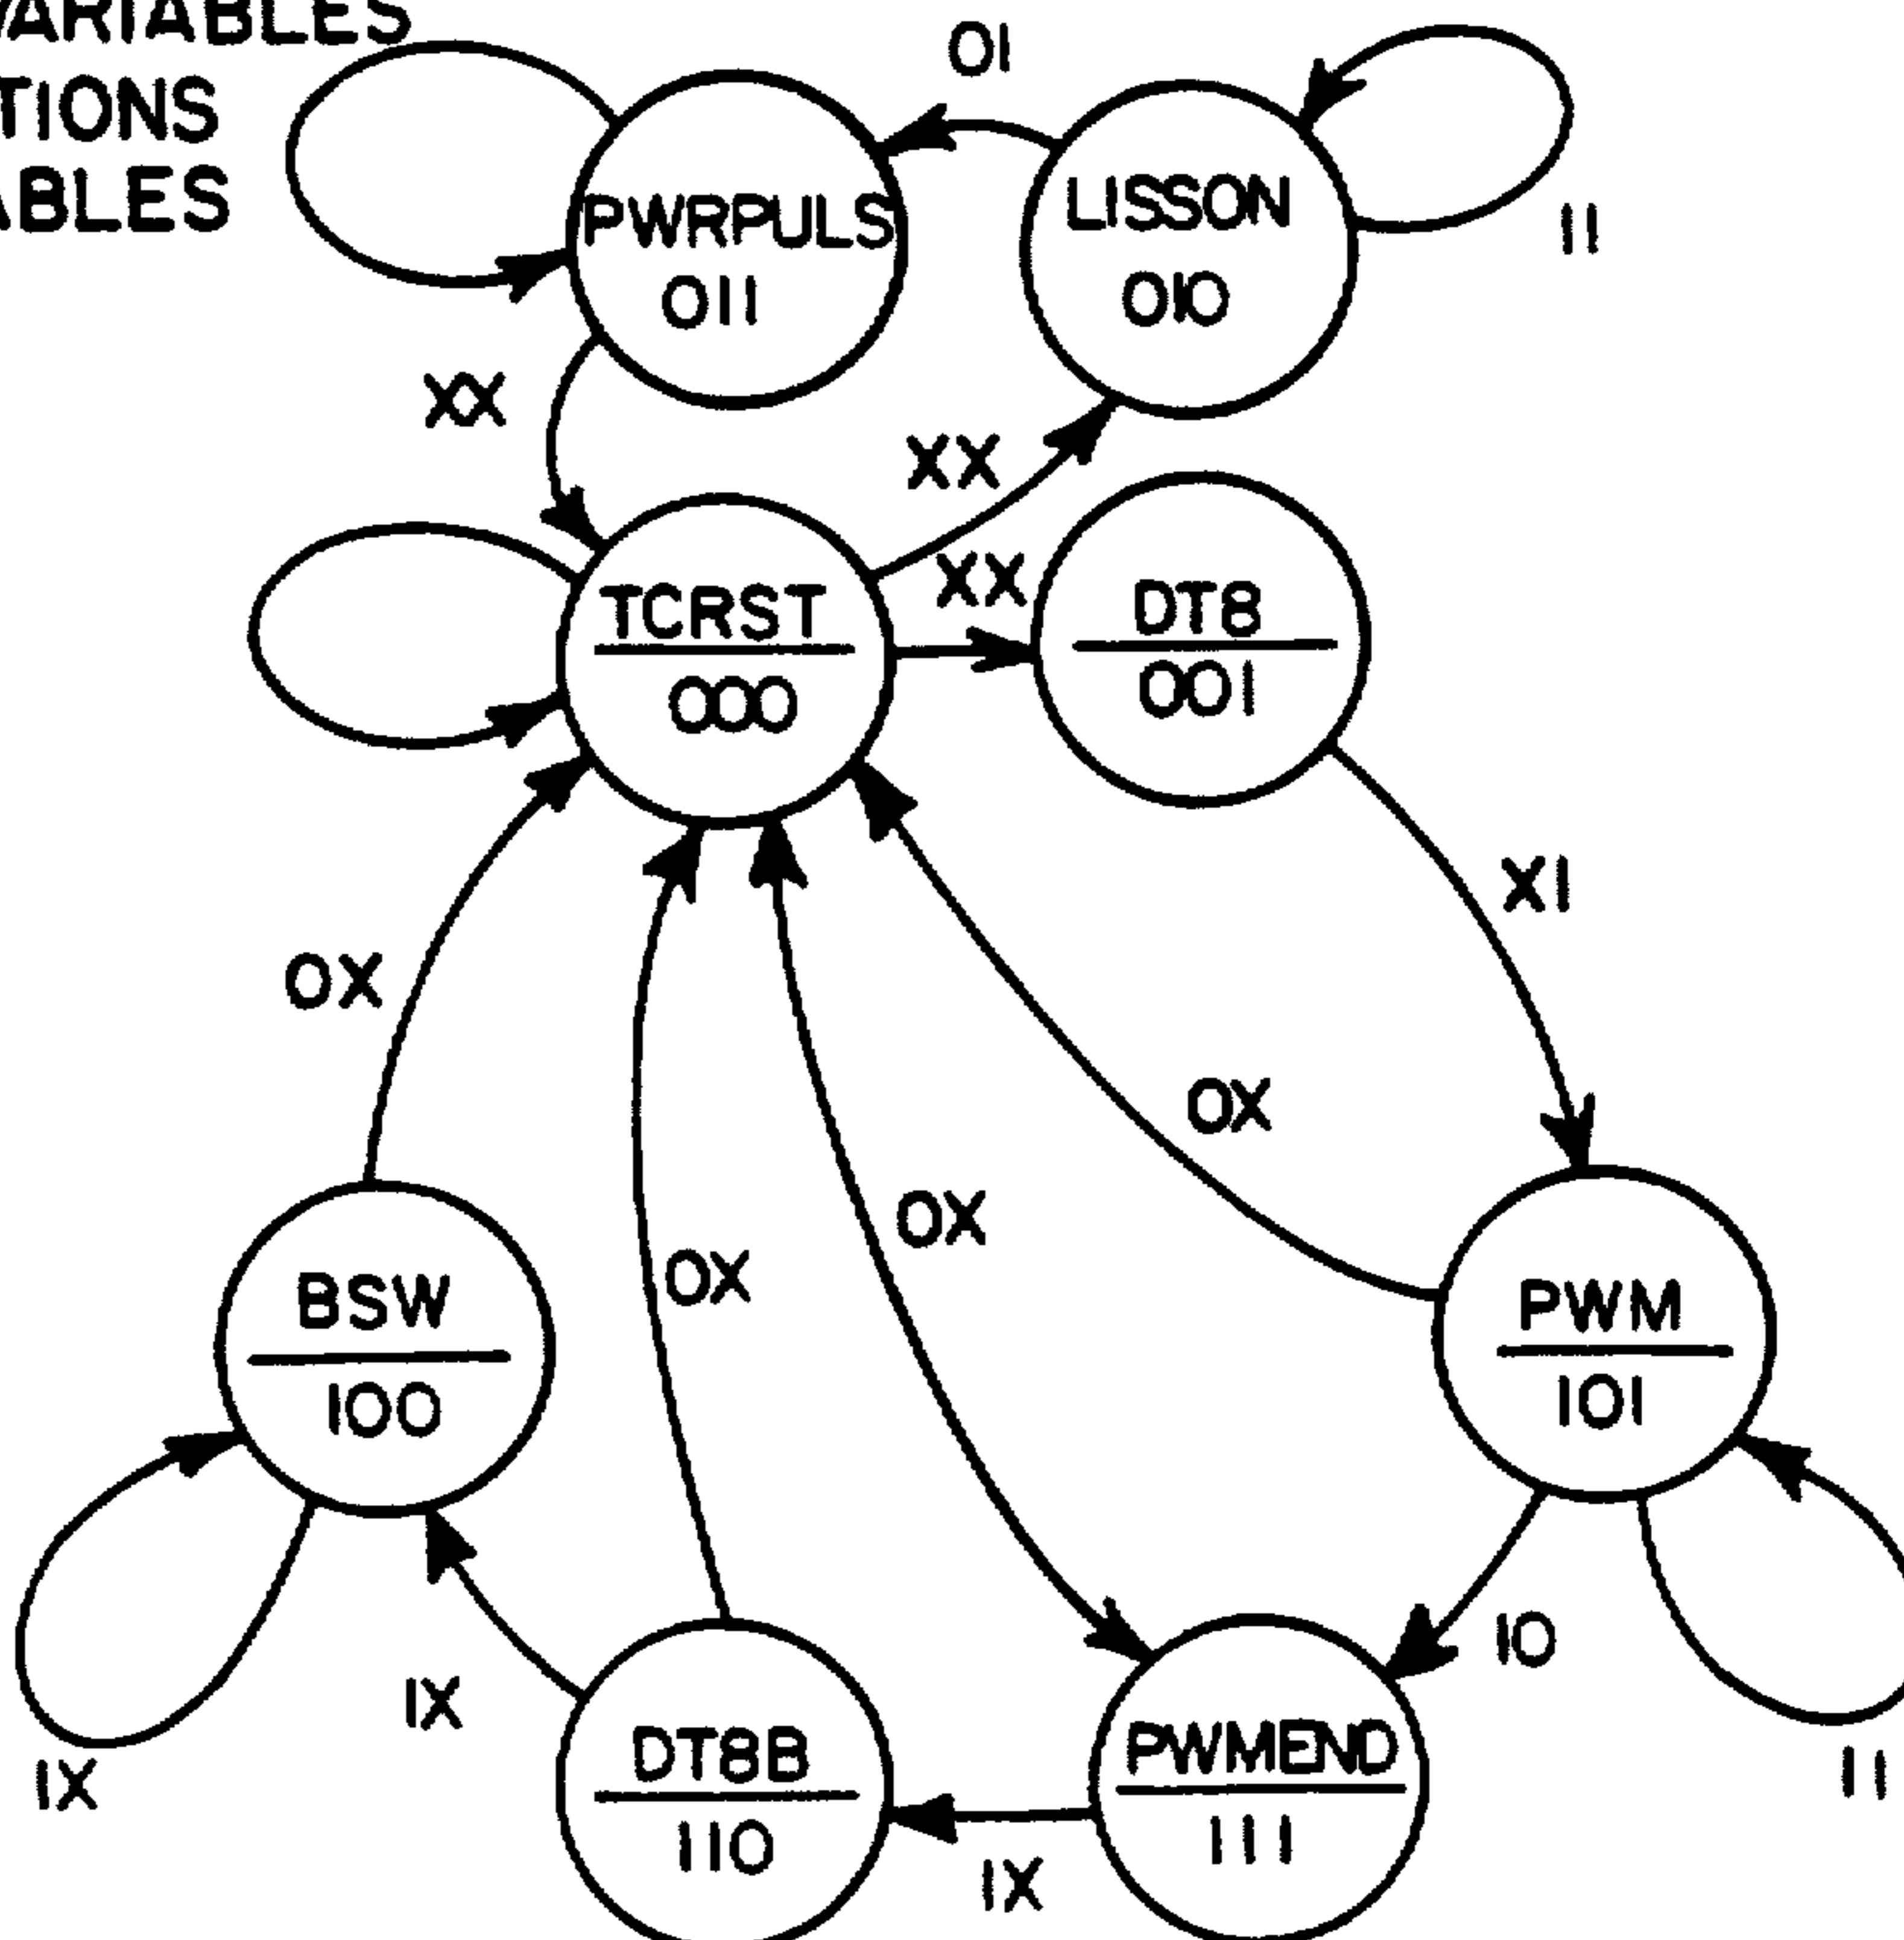 ARIABLES
TIONS
ABLES
01
PWRPULS
011
LISSON
010
11
XX
XX
XX
TCRST
000
DT8
001
X1
0X
0X
0X
0X
BSW
100
PWM
101
10
11
1X
1X
DT8B
110
PWMEND
111
1X